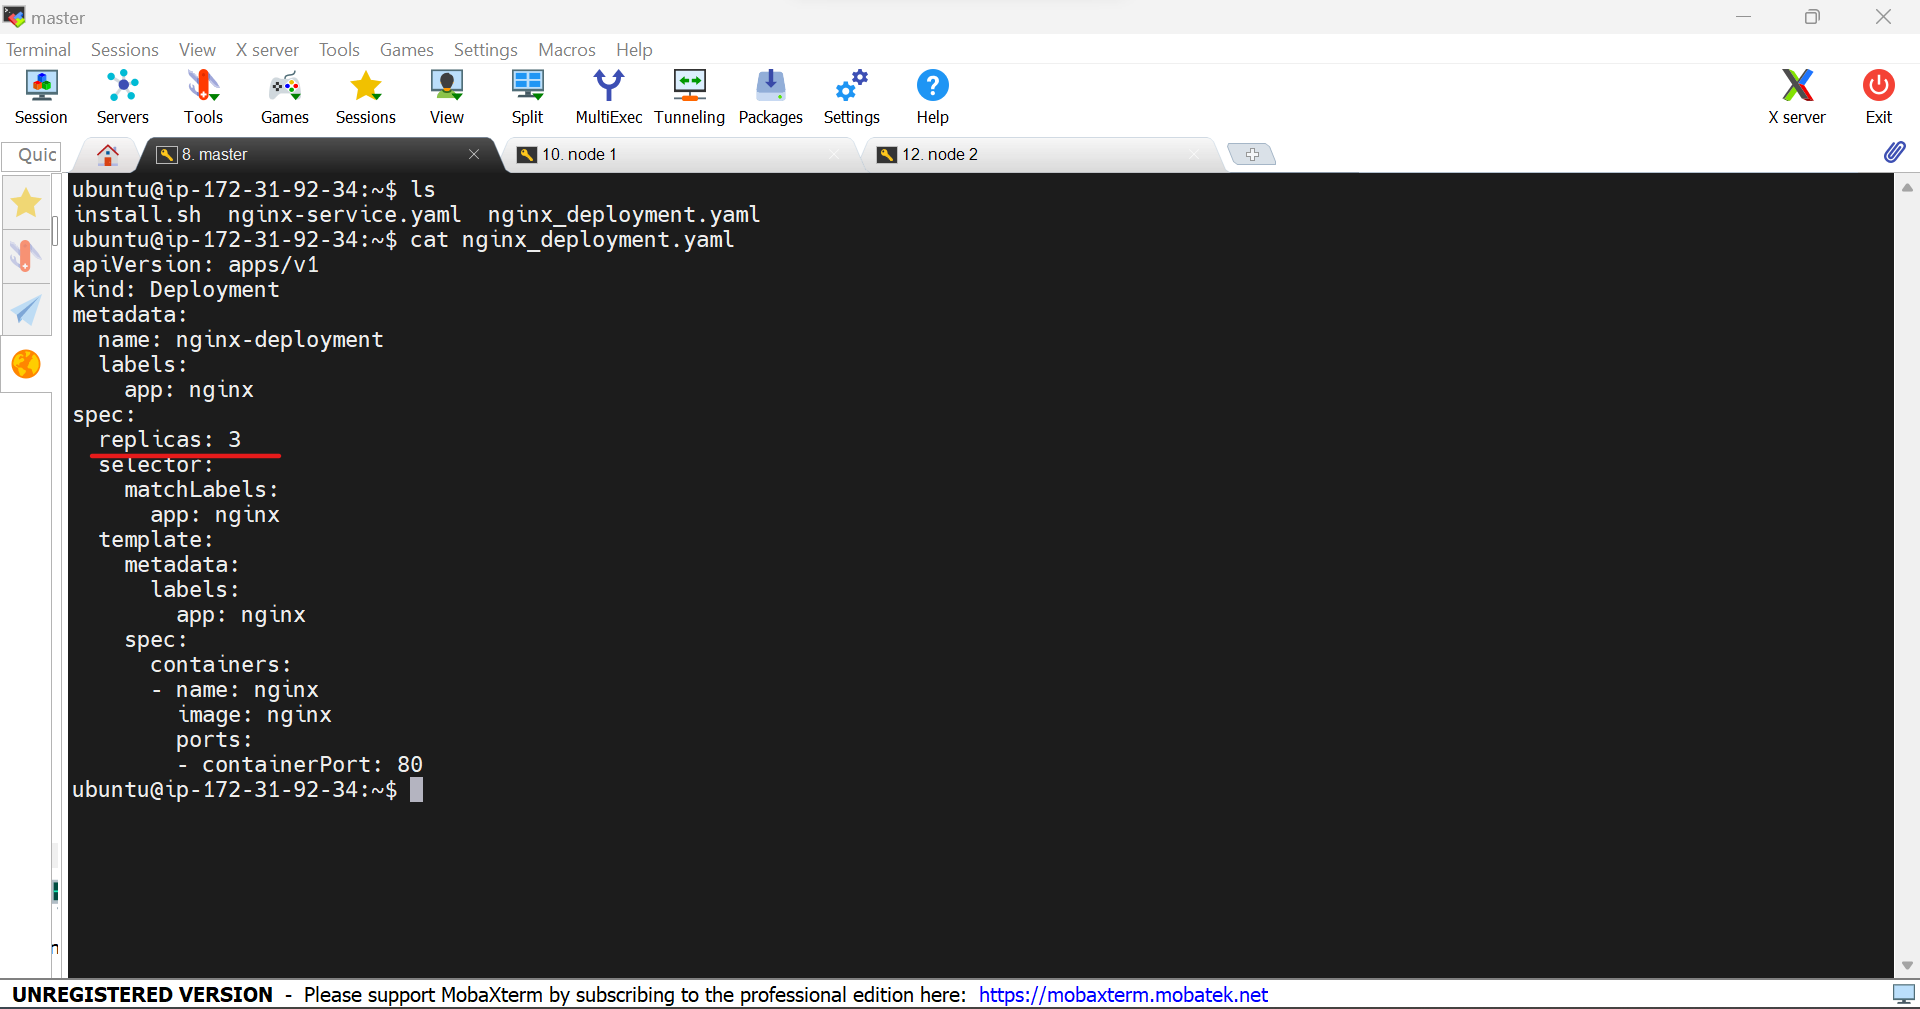 master
Terminal Sessions View X server Tools Games Settings Macros Help
Session Servers Tools Games Sessions View Split MultiExec Tunneling Packages Settings Help X server Exit
Quic 8. master 10. node 1 12. node 2
ubuntu@ip-172-31-92-34:~$ ls
install.sh  nginx-service.yaml  nginx_deployment.yaml
ubuntu@ip-172-31-92-34:~$ cat nginx_deployment.yaml
apiVersion: apps/v1
kind: Deployment
metadata:
  name: nginx-deployment
  labels:
    app: nginx
spec:
  replicas: 3
  selector:
    matchLabels:
      app: nginx
  template:
    metadata:
      labels:
        app: nginx
    spec:
      containers:
      - name: nginx
        image: nginx
        ports:
        - containerPort: 80
ubuntu@ip-172-31-92-34:~$
UNREGISTERED VERSION - Please support MobaXterm by subscribing to the professional edition here: https://mobaxterm.mobatek.net